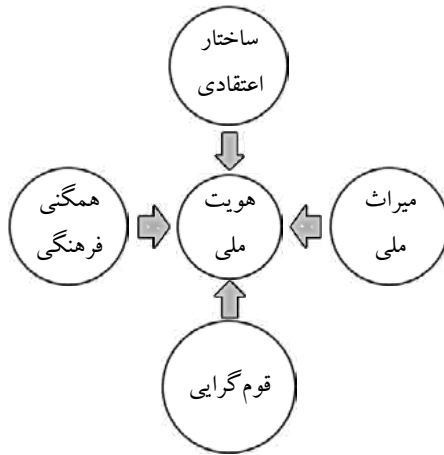 ساختار
اعتقادی
میراث
ملی
هویت
ملی
همگنی
فرهنگی
قوم‌گرایی